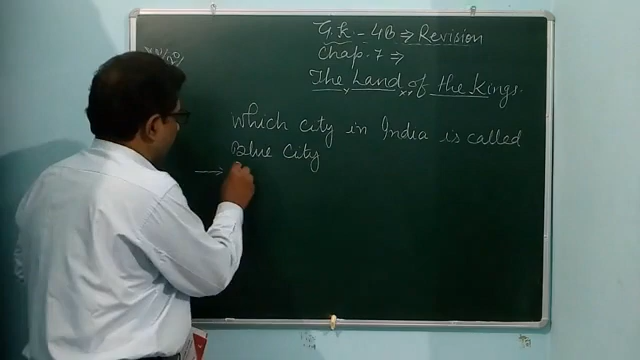 G.K - 4B ⇒ Revision
Chap. 7 ⇒
The Land of the Kings.
Which city in India is called
Blue City
→